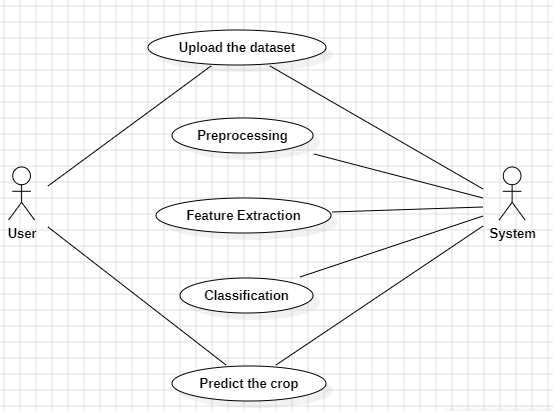 Upload the dataset
Preprocessing
User
Feature Extraction
System
Classification
Predict the crop